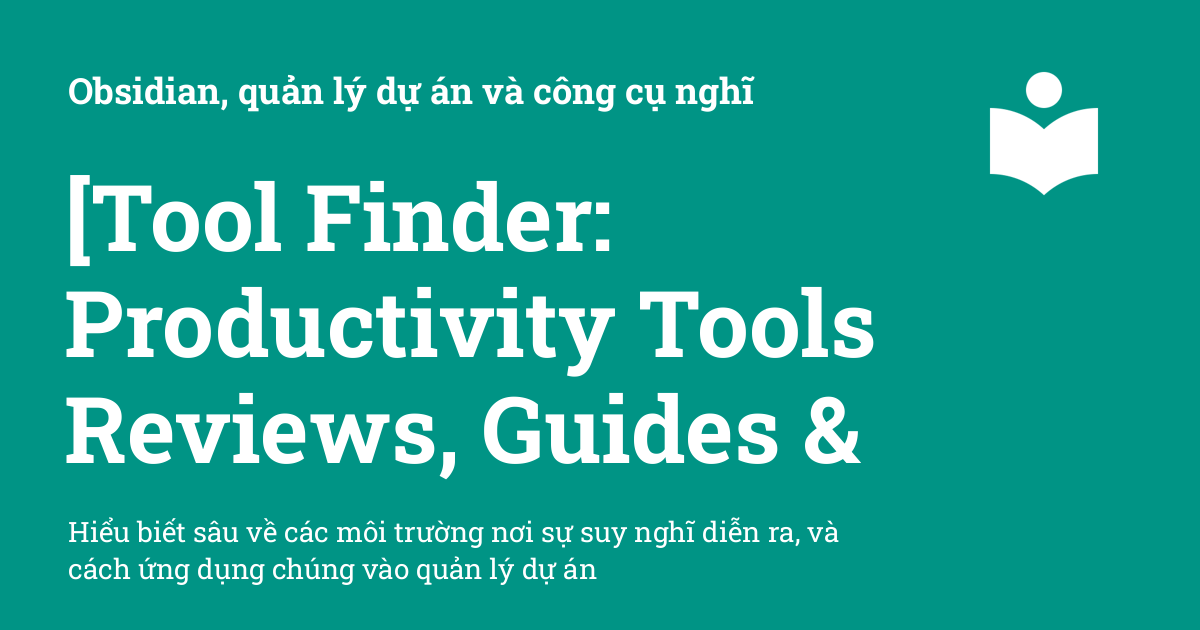 Obsidian, quản lý dự án và công cụ nghĩ
[Tool Finder:
Productivity Tools
Reviews, Guides &
Hiểu biết sâu về các môi trường nơi sự suy nghĩ diễn ra, và
cách ứng dụng chúng vào quản lý dự án